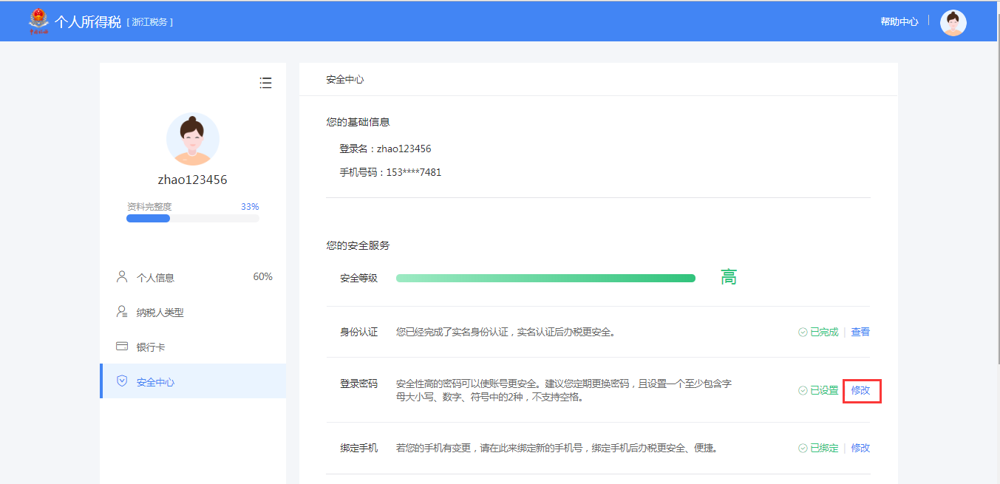 个人所得税 [ 浙江税务 ]
帮助中心
zhao123456
资料完整度 33%
个人信息 60%
纳税人类型
银行卡
安全中心
安全中心
您的基础信息
登录名：zhao123456
手机号码：153****7481
您的安全服务
安全等级 高
身份认证 您已经完成了实名身份认证，实名认证后办税更安全。 已完成 | 查看
登录密码 安全性高的密码可以使账号更安全。建议您定期更换密码，且设置一个至少包含字
母大小写、数字、符号中的2种，不支持空格。 已设置 修改
绑定手机 若您的手机有变更，请在此来绑定新的手机号，绑定手机后办税更安全、便捷。 已绑定 | 修改